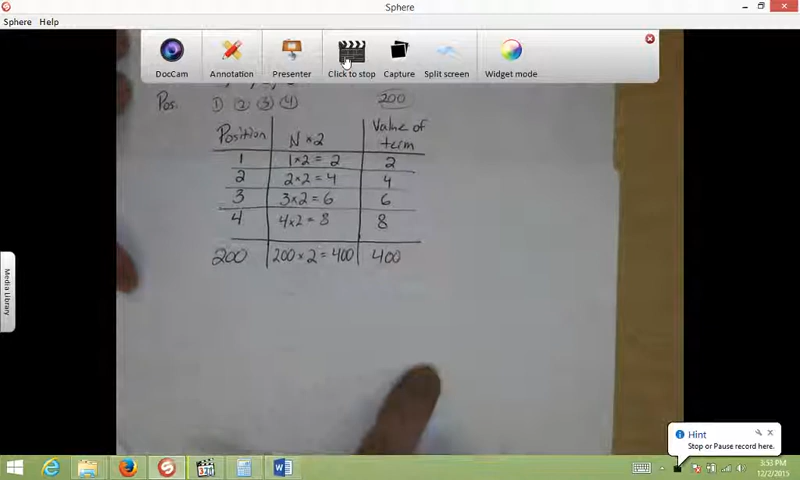 Sphere
Sphere Help
DocCam Annotation Presenter Click to stop Capture Split screen Widget mode
Pos. 1 2 3 4 200
Position N × 2 Value of term
1 1×2 = 2 2
2 2×2 = 4 4
3 3×2 = 6 6
4 4×2 = 8 8
200 200 × 2 = 400 400
Media Library
Hint
Stop or Pause record here.
3:53 PM
12/2/2015